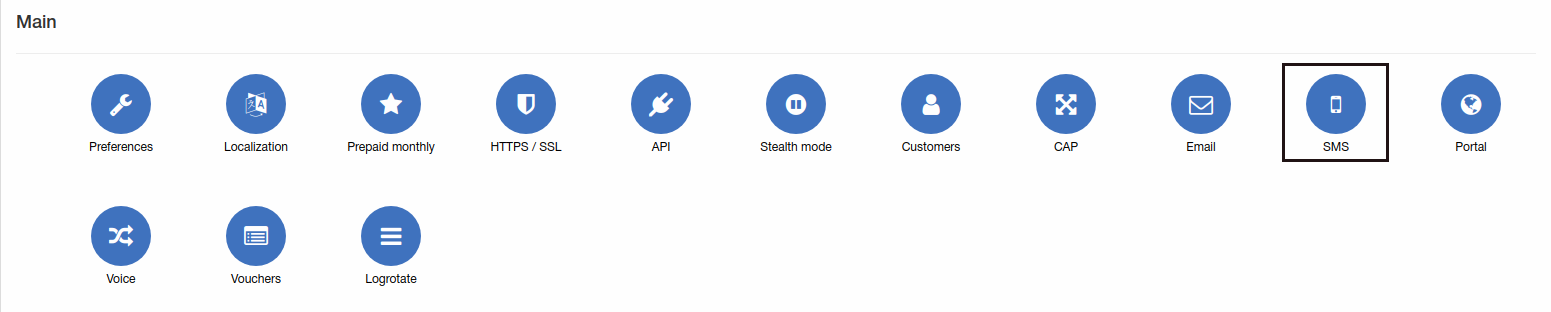 Main
Preferences
Localization
Prepaid monthly
HTTPS / SSL
API
Stealth mode
Customers
CAP
Email
SMS
Portal
Voice
Vouchers
Logrotate